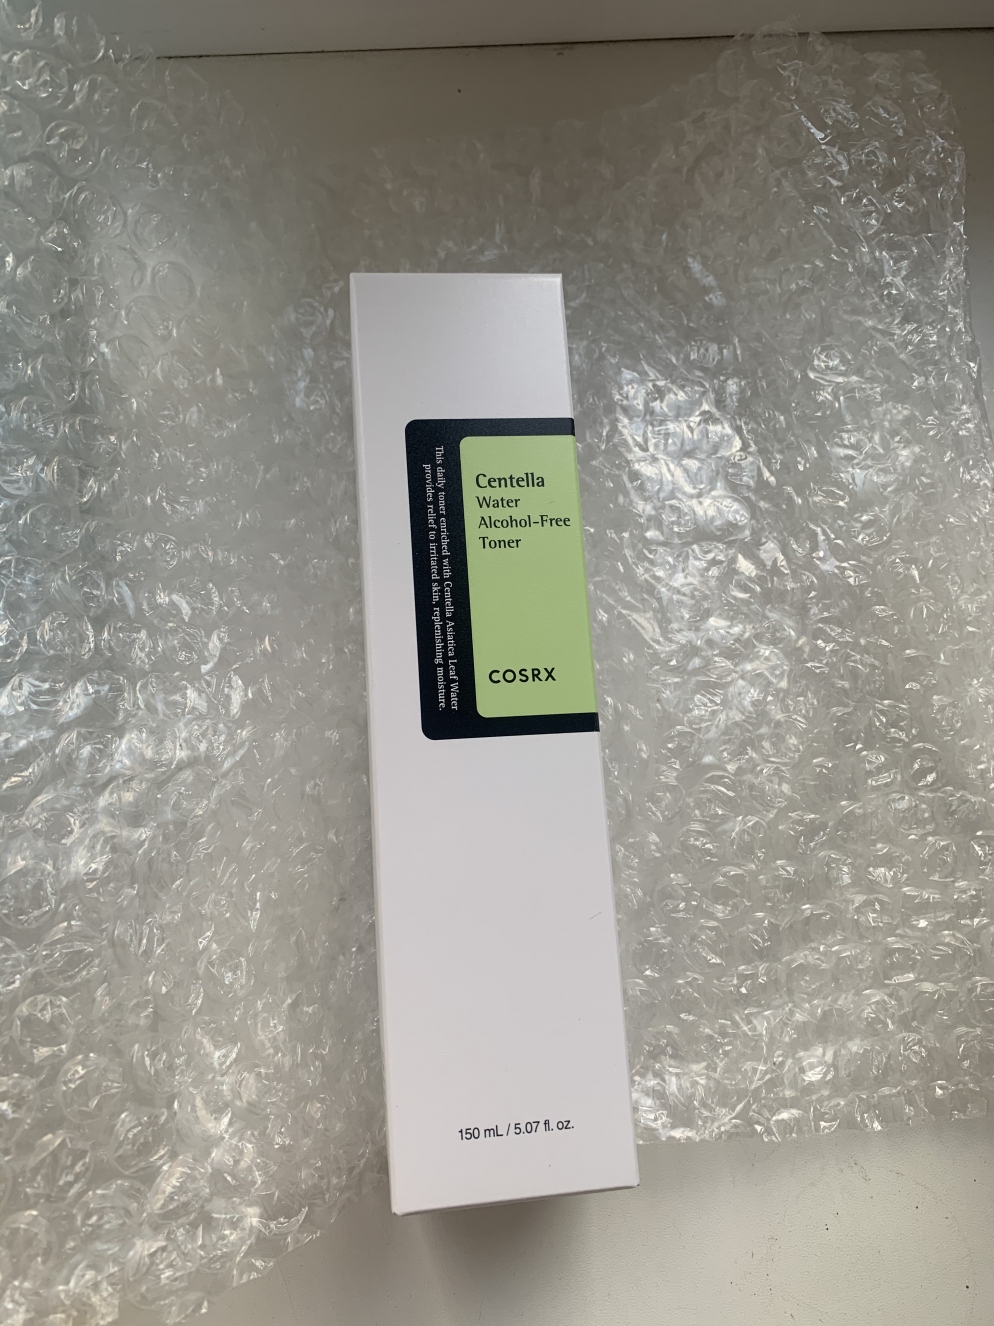 Centella
Water
Alcohol-Free
Toner
COSRX
This daily toner enriched with Centella Asiatica Leaf Water
provides relief to irritated skin, replenishing moisture.
150 mL / 5.07 fl. oz.